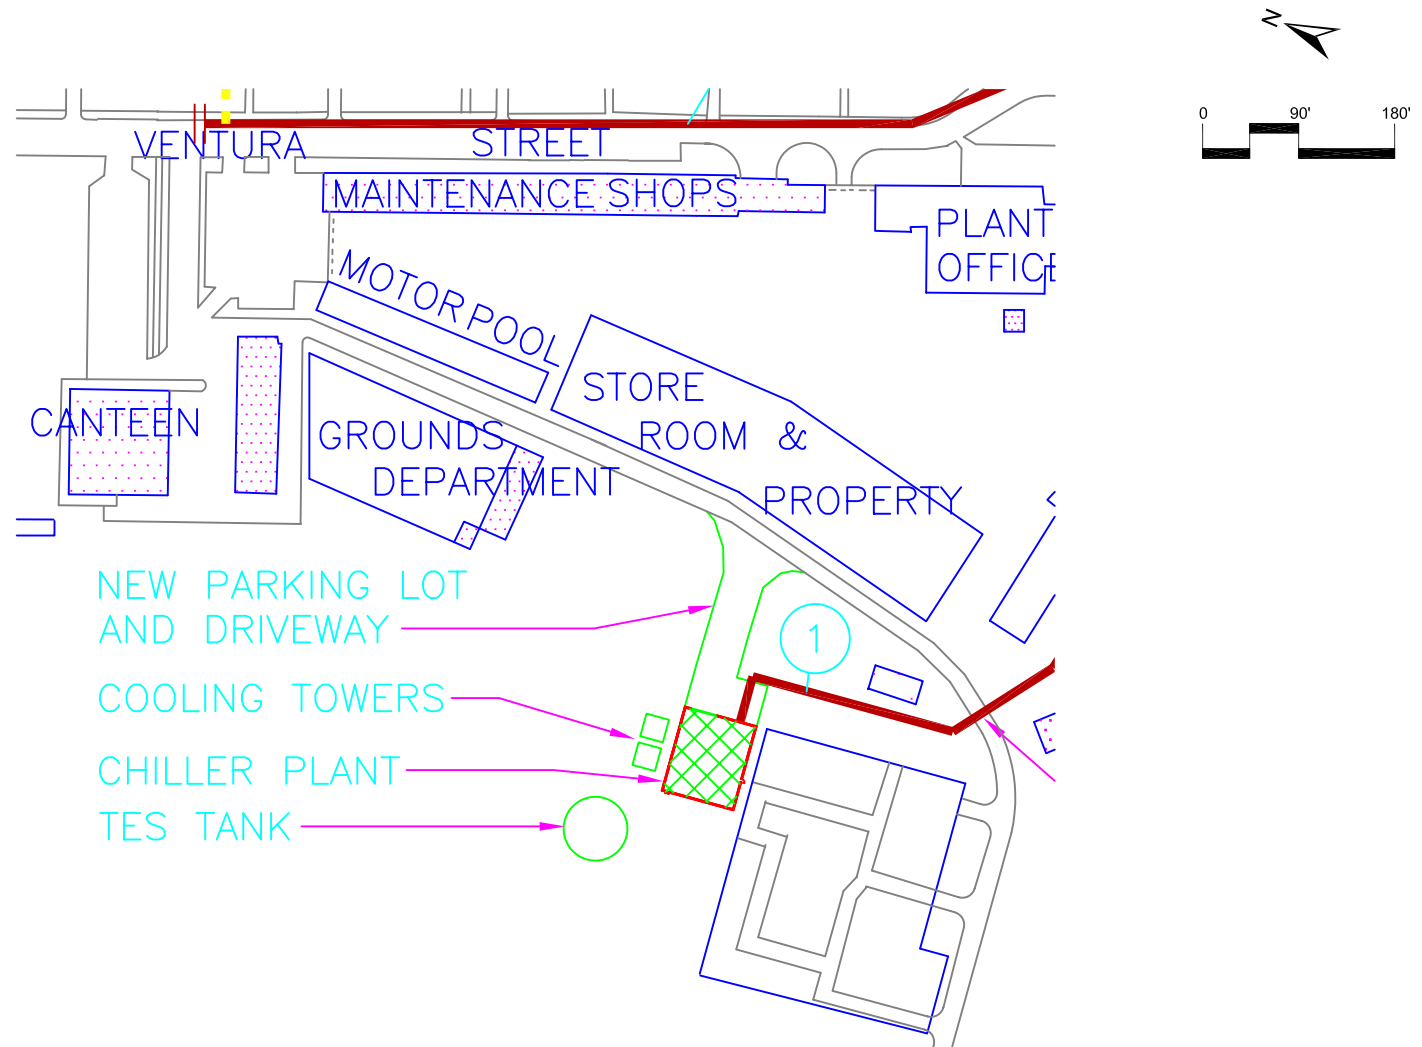 N
0 90' 180'
VENTURA STREET
MAINTENANCE SHOPS
PLANT
OFFICE
MOTOR POOL
STORE
ROOM &
PROPERTY
CANTEEN
GROUNDS
DEPARTMENT
NEW PARKING LOT
AND DRIVEWAY
1
COOLING TOWERS
CHILLER PLANT
TES TANK